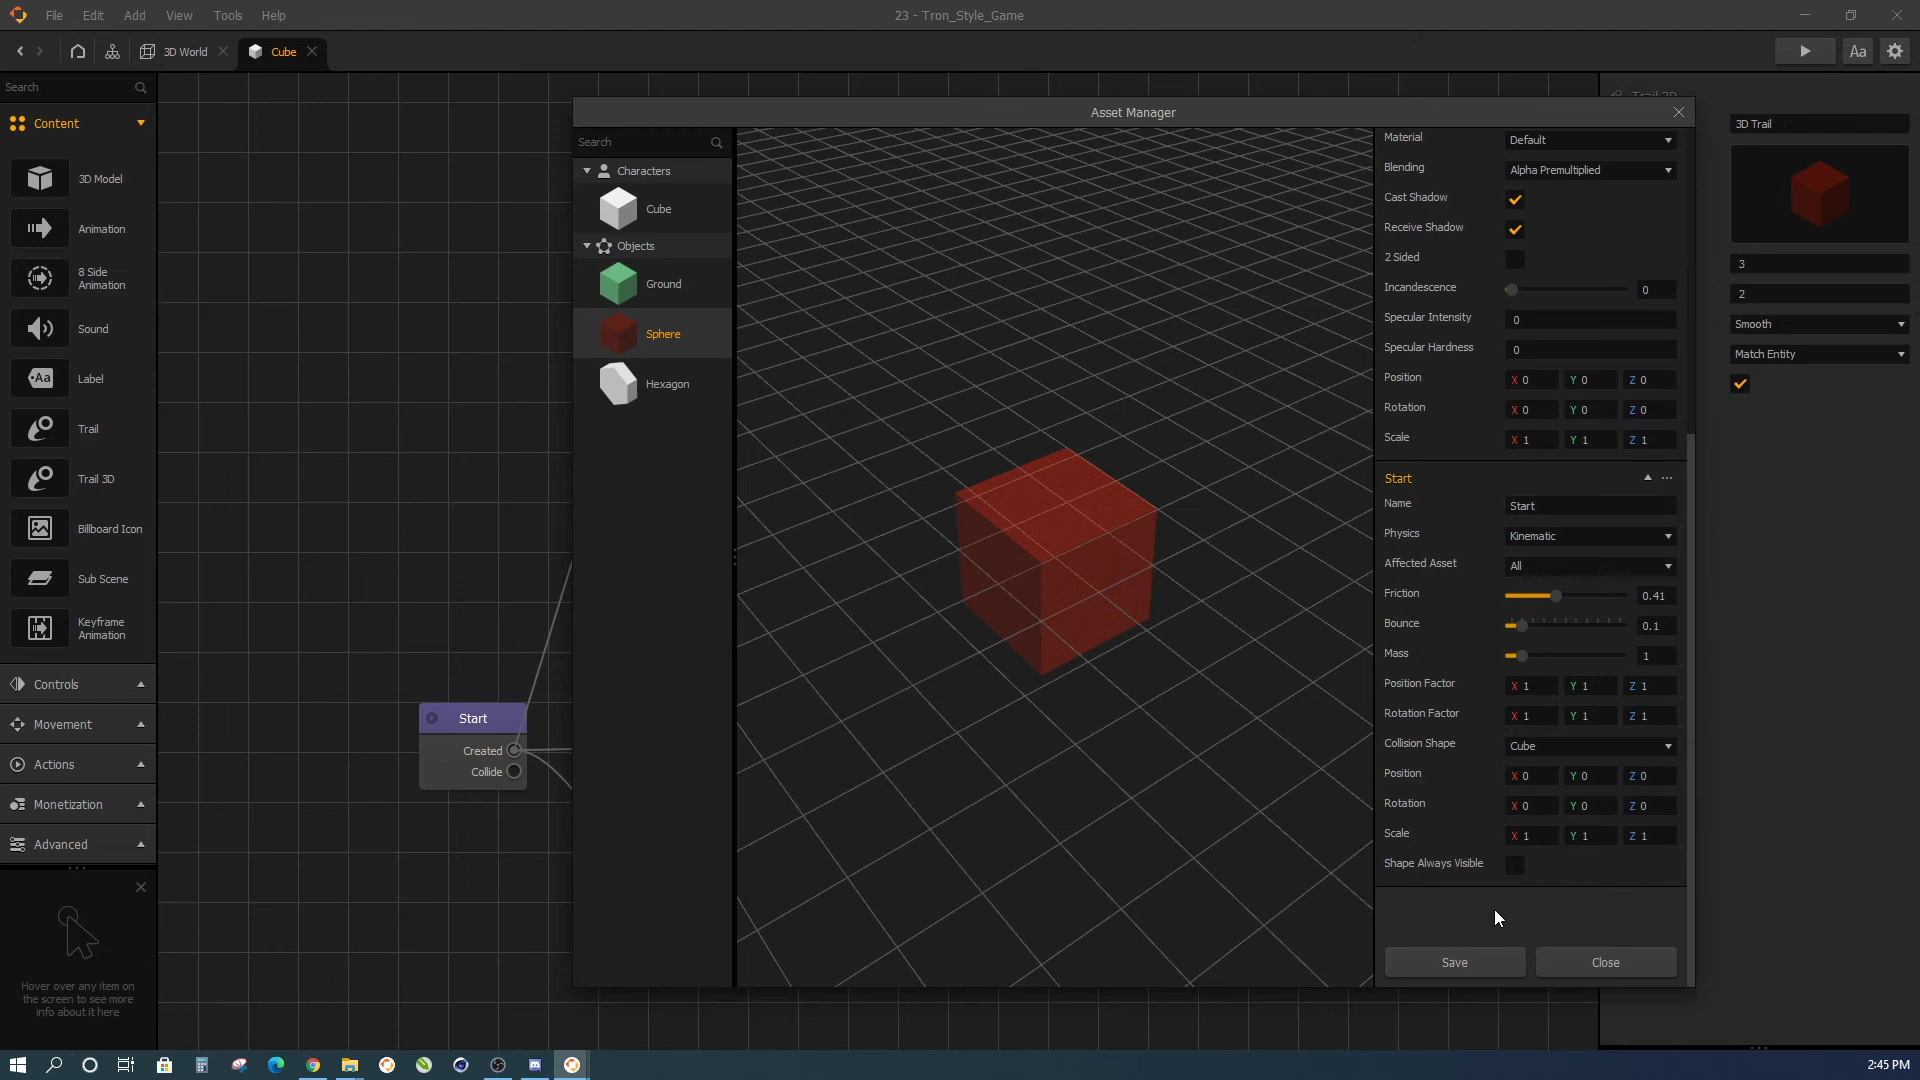 File Edit Add View Tools Help
23 - Tron_Style_Game
3D World
Cube
Aa
Search
Content
3D Model
Animation
8 Side
Animation
Sound
Aa
Label
Trail
Trail 3D
Billboard Icon
Sub Scene
Keyframe
Animation
Controls
Movement
Actions
Monetization
Advanced
Hover over any item on
the screen to see more
info about it here
Start
Created
Collide
Asset Manager
Search
Characters
Cube
Objects
Ground
Sphere
Hexagon
Material Default
Blending Alpha Premultiplied
Cast Shadow
Receive Shadow
2 Sided
Incandescence 0
Specular Intensity 0
Specular Hardness 0
Position X 0 Y 0 Z 0
Rotation X 0 Y 0 Z 0
Scale X 1 Y 1 Z 1
Start
Name Start
Physics Kinematic
Affected Asset All
Friction 0.41
Bounce 0.1
Mass 1
Position Factor X 1 Y 1 Z 1
Rotation Factor X 1 Y 1 Z 1
Collision Shape Cube
Position X 0 Y 0 Z 0
Rotation X 0 Y 0 Z 0
Scale X 1 Y 1 Z 1
Shape Always Visible
Save Close
Trail 3D
3D Trail
3
2
Smooth
Match Entity
2:45 PM